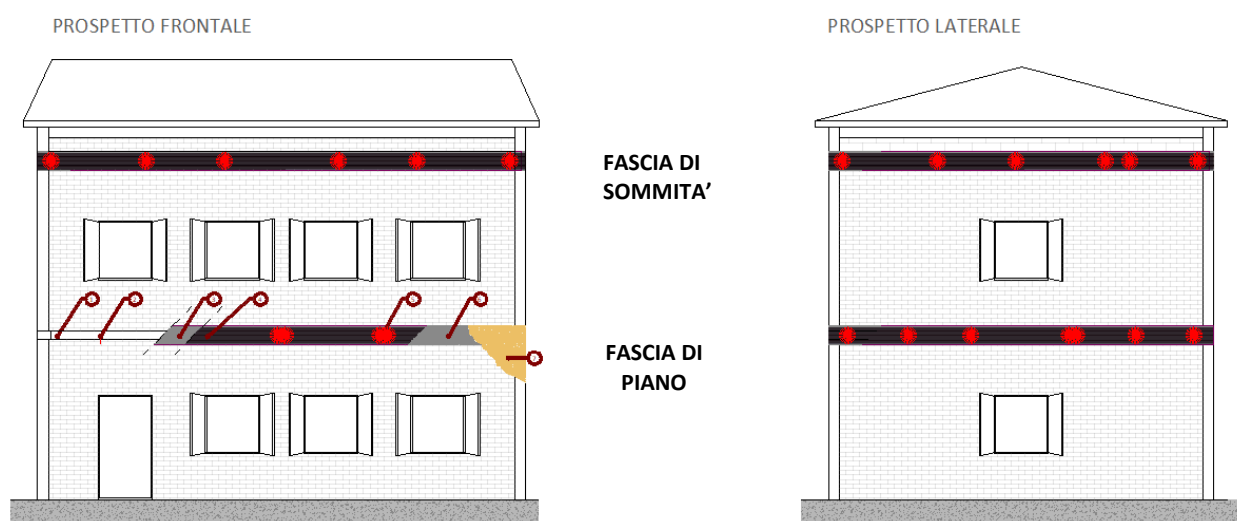 PROSPETTO FRONTALE
PROSPETTO LATERALE
FASCIA DI
SOMMITA’
FASCIA DI
PIANO